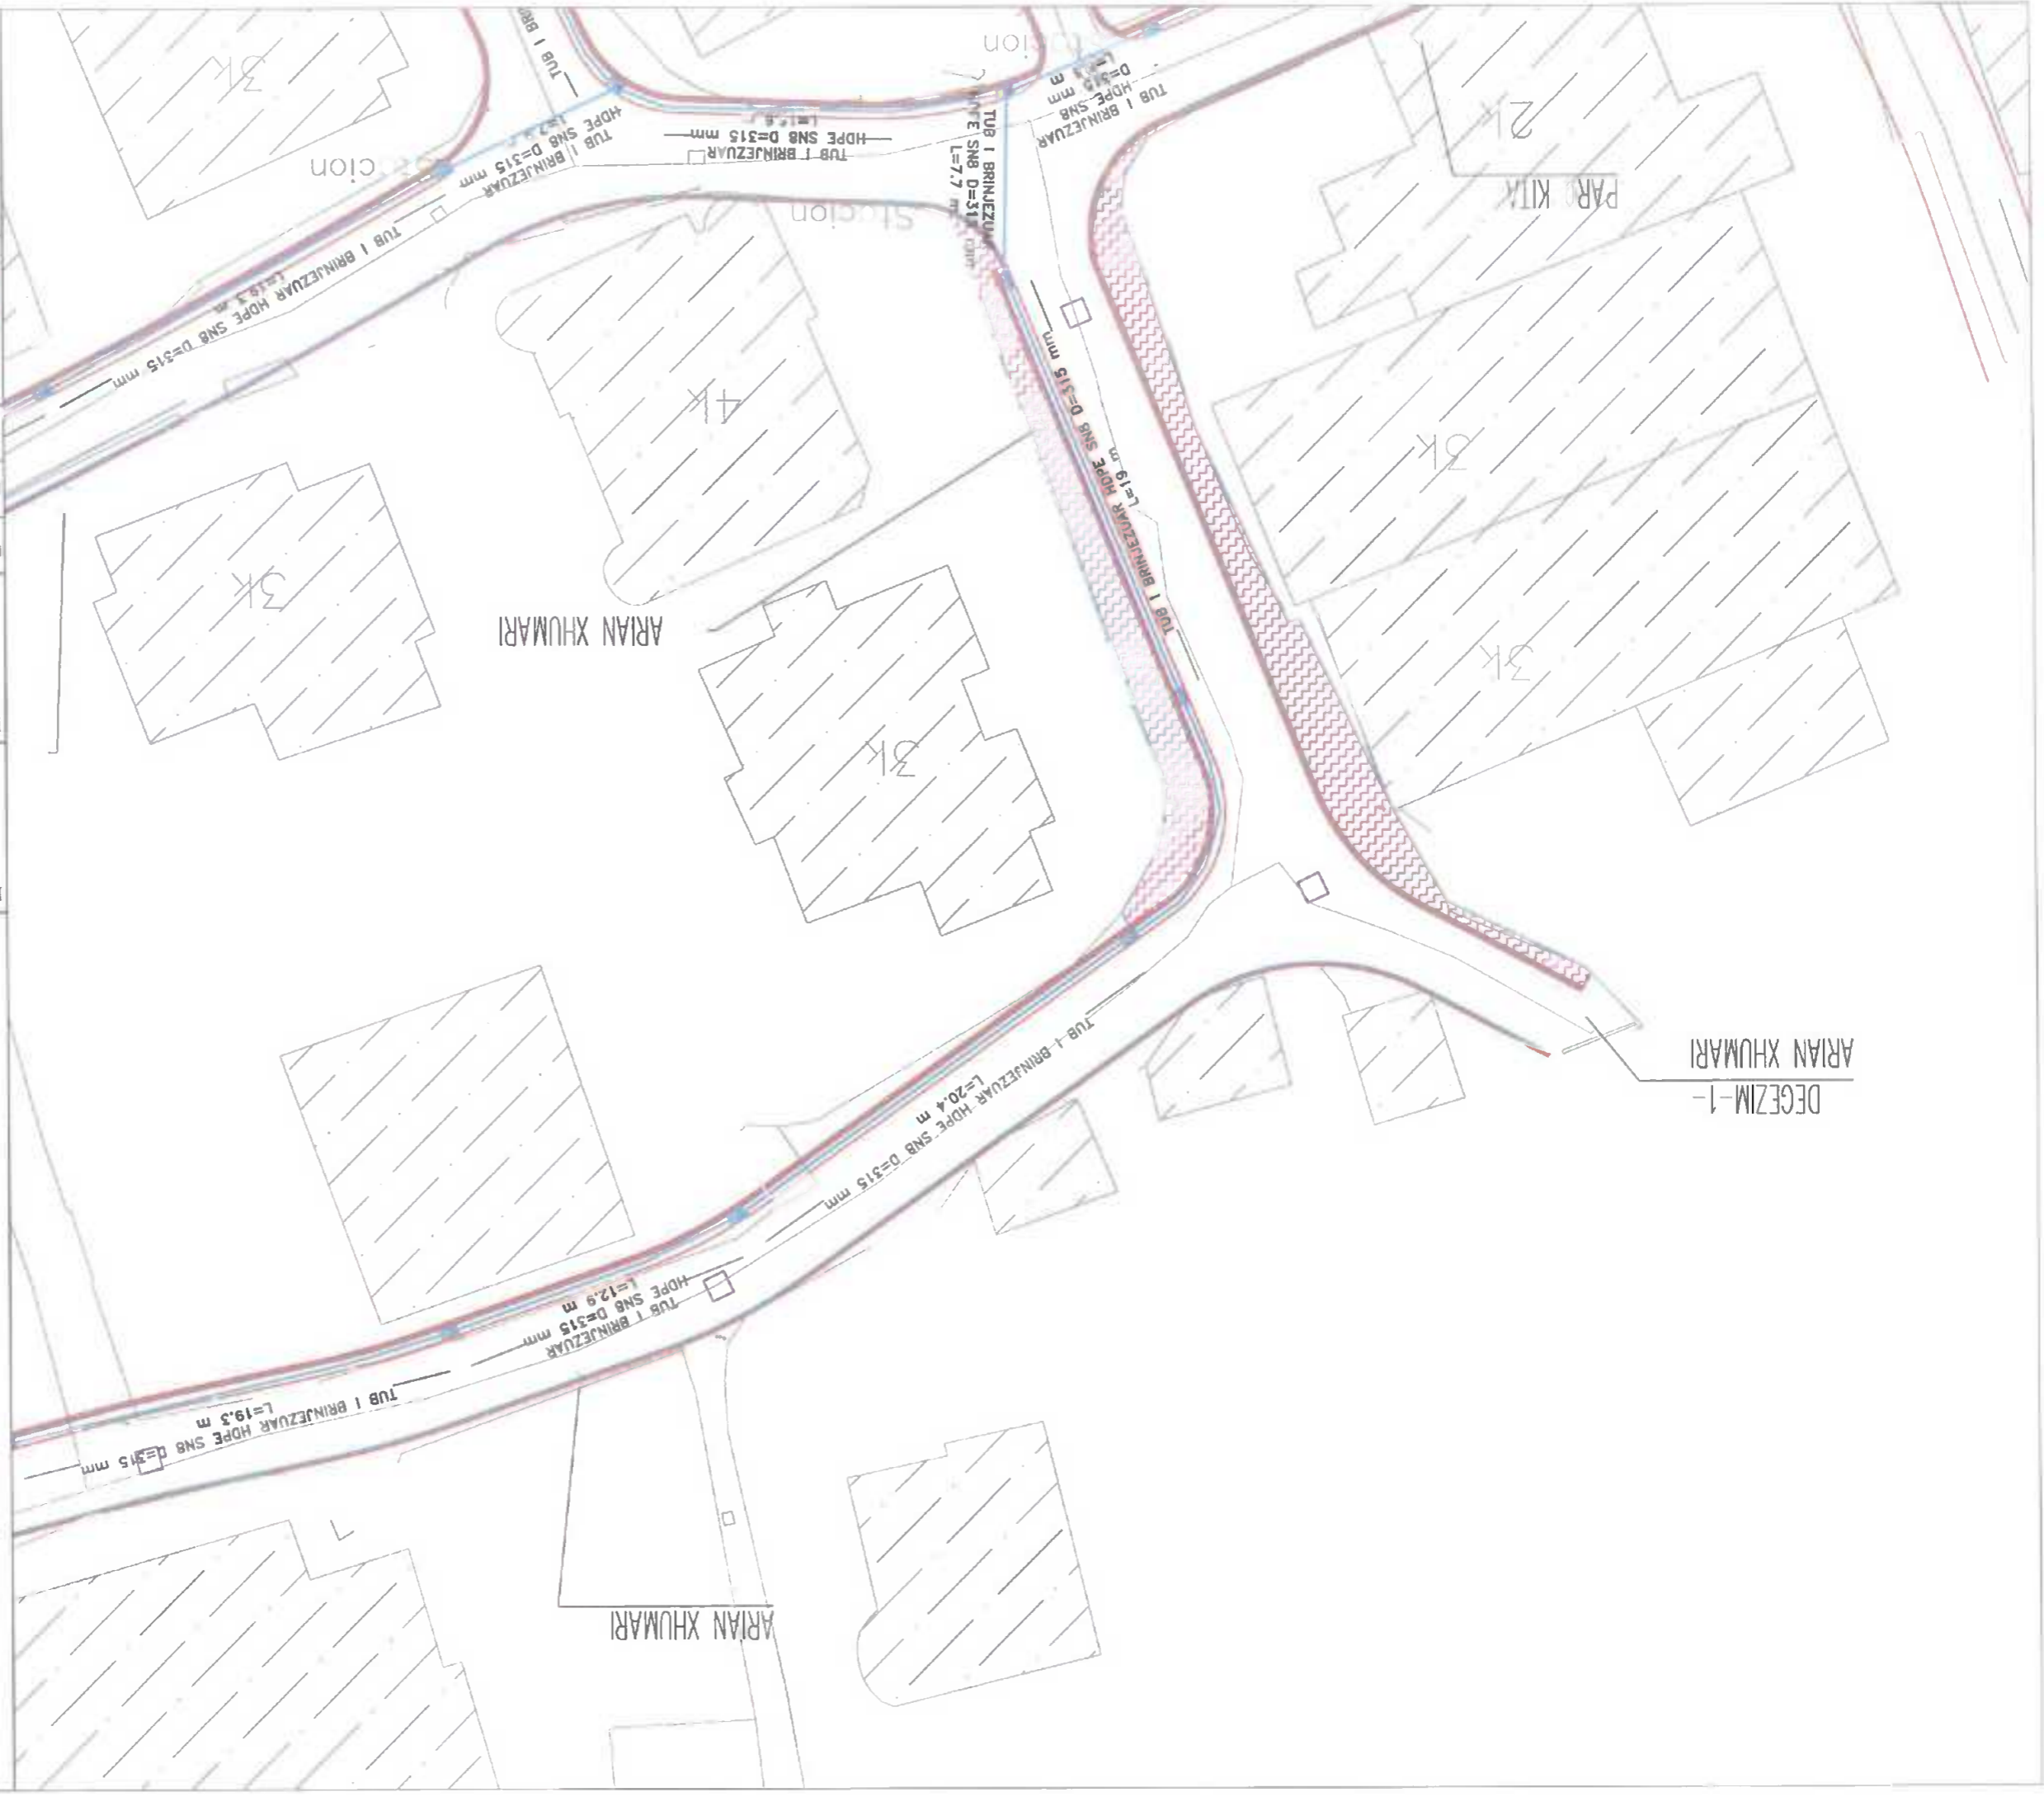 ARIAN XHUMARI
TUB I BRINJEZUAR HDPE SN8 D=315 mm
L=19.3 m
TUB I BRINJEZUAR
HDPE SN8 D=315 mm
L=12.9 m
DEGEZIM-1-
ARIAN XHUMARI
TUB I BRINJEZUAR HDPE SN8 D=315 mm
L=20.4 m
3k
ARIAN XHUMARI
3k
3k
3k
TUB I BRINJEZUAR HDPE SN8 D=315 mm
L=19 m
4k
TUB I BRINJEZUAR HDPE SN8 D=315 mm
L=19.3 m
Stacion
KITA
2k
TUB I BRINJEZUAR
HDPE SN8 D=315 mm
L=7.7 m
TUB I BRINJEZUAR
HDPE SN8 D=315 mm
TUB I BRINJEZUAR
HDPE SN8 D=315 mm
TUB I BRINJEZUAR
HDPE SN8
D=315 mm
3k
TUB I